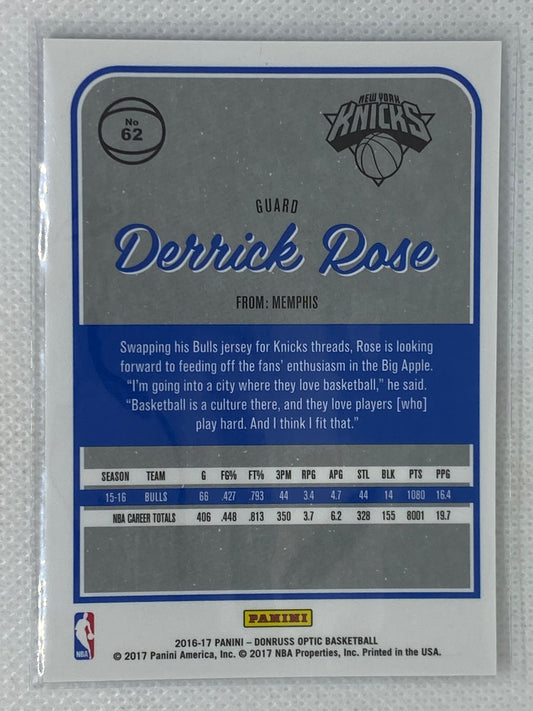 No
62
NEW YORK
KNICKS
GUARD
Derrick Rose
FROM: MEMPHIS
Swapping his Bulls jersey for Knicks threads, Rose is looking
forward to feeding off the fans' enthusiasm in the Big Apple.
"I'm going into a city where they love basketball," he said.
"Basketball is a culture there, and they love players [who]
play hard. And I think I fit that."
SEASON TEAM G FG% FT% 3PM RPG APG STL BLK PTS PPG
15-16 BULLS 66 .427 .793 44 3.4 4.7 44 14 1080 16.4
NBA CAREER TOTALS 406 .448 .813 350 3.7 6.2 328 155 8001 19.7
PANINI
NBA
2016-17 PANINI – DONRUSS OPTIC BASKETBALL
© 2017 Panini America, Inc. © 2017 NBA Properties, Inc. Printed in the USA.